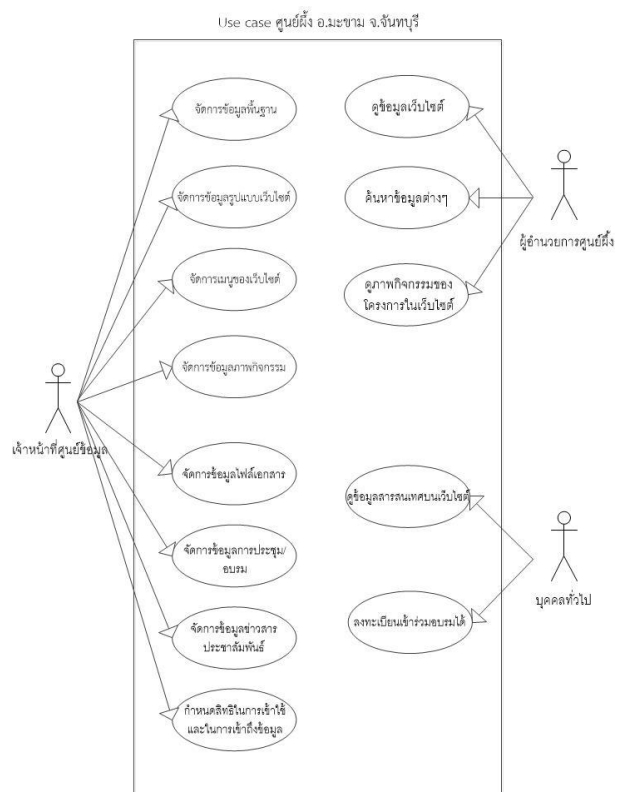 Use case ศูนย์ผึ้ง อ.มะขาม จ.จันทบุรี
จัดการข้อมูลพื้นฐาน
จัดการข้อมูลรูปแบบเว็บไซต์
จัดการเมนูของเว็บไซต์
จัดการข้อมูลภาพกิจกรรม
เจ้าหน้าที่ศูนย์ข้อมูล
จัดการข้อมูลไฟล์เอกสาร
จัดการข้อมูลการประชุม/
อบรม
จัดการข้อมูลข่าวสาร
ประชาสัมพันธ์
กำหนดสิทธิในการเข้าใช้
และในการเข้าถึงข้อมูล
ดูข้อมูลเว็บไซต์
ค้นหาข้อมูลต่างๆ
ดูภาพกิจกรรมของ
โครงการในเว็บไซต์
ผู้อำนวยการศูนย์ผึ้ง
ดูข้อมูลสารสนเทศบนเว็บไซต์
ลงทะเบียนเข้าร่วมอบรมได้
บุคคลทั่วไป